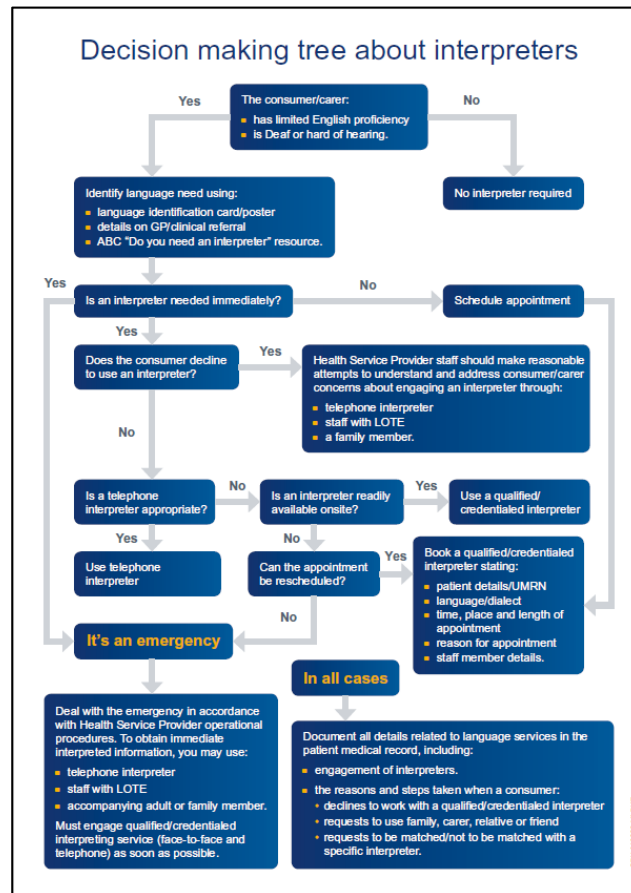 Decision making tree about interpreters
Yes
The consumer/carer:
▪ has limited English proficiency
▪ is Deaf or hard of hearing.
No
Identify language need using:
▪ language identification card/poster
▪ details on GP/clinical referral
▪ ABC “Do you need an interpreter” resource.
No interpreter required
Yes
Is an interpreter needed immediately?
No
Schedule appointment
Yes
Does the consumer decline
to use an interpreter?
Yes
Health Service Provider staff should make reasonable
attempts to understand and address consumer/carer
concerns about engaging an interpreter through:
▪ telephone interpreter
▪ staff with LOTE
▪ a family member.
No
Is a telephone
interpreter appropriate?
No
Is an interpreter readily
available onsite?
Yes
Use a qualified/
credentialed interpreter
Yes
No
Use telephone
interpreter
Can the appointment
be rescheduled?
Yes
Book a qualified/credentialed
interpreter stating:
▪ patient details/UMRN
▪ language/dialect
▪ time, place and length of
appointment
▪ reason for appointment
▪ staff member details.
No
It’s an emergency
In all cases
Deal with the emergency in accordance
with Health Service Provider operational
procedures. To obtain immediate
interpreted information, you may use:
▪ telephone interpreter
▪ staff with LOTE
▪ accompanying adult or family member.
Must engage qualified/credentialed
interpreting service (face-to-face and
telephone) as soon as possible.
Document all details related to language services in the
patient medical record, including:
▪ engagement of interpreters.
▪ the reasons and steps taken when a consumer:
• declines to work with a qualified/credentialed interpreter
• requests to use family, carer, relative or friend
• requests to be matched/not to be matched with a
specific interpreter.